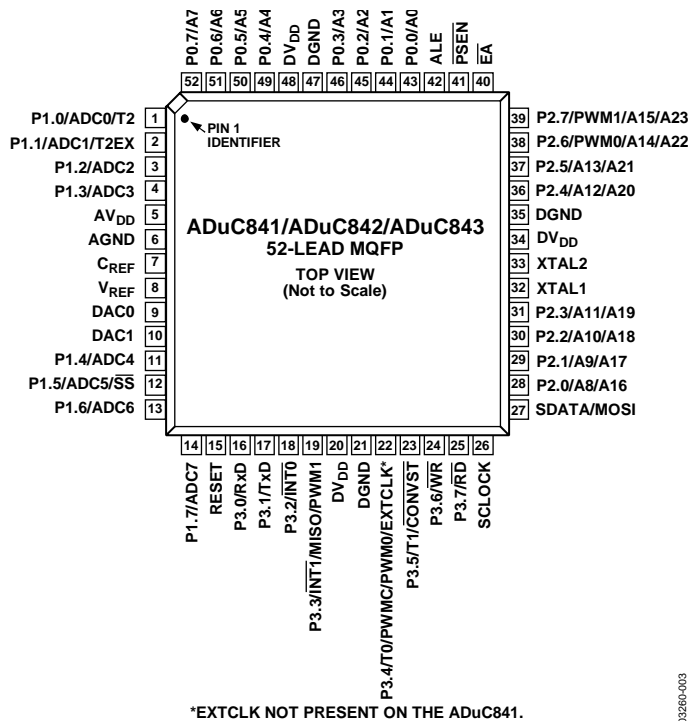 P0.7/A7
P0.6/A6
P0.5/A5
P0.4/A4
DVDD
DGND
P0.3/A3
P0.2/A2
P0.1/A1
P0.0/A0
ALE
PSEN
EA
52
51
50
49
48
47
46
45
44
43
42
41
40
P1.0/ADC0/T2 1
P1.1/ADC1/T2EX 2
P1.2/ADC2 3
P1.3/ADC3 4
AVDD 5
AGND 6
CREF 7
VREF 8
DAC0 9
DAC1 10
P1.4/ADC4 11
P1.5/ADC5/SS 12
P1.6/ADC6 13
PIN 1
IDENTIFIER
ADuC841/ADuC842/ADuC843
52-LEAD MQFP
TOP VIEW
(Not to Scale)
39 P2.7/PWM1/A15/A23
38 P2.6/PWM0/A14/A22
37 P2.5/A13/A21
36 P2.4/A12/A20
35 DGND
34 DVDD
33 XTAL2
32 XTAL1
31 P2.3/A11/A19
30 P2.2/A10/A18
29 P2.1/A9/A17
28 P2.0/A8/A16
27 SDATA/MOSI
14
15
16
17
18
19
20
21
22
23
24
25
26
P1.7/ADC7
RESET
P3.0/RxD
P3.1/TxD
P3.2/INT0
P3.3/INT1/MISO/PWM1
DVDD
DGND
P3.4/T0/PWMC/PWM0/EXTCLK*
P3.5/T1/CONVST
P3.6/WR
P3.7/RD
SCLOCK
*EXTCLK NOT PRESENT ON THE ADuC841.